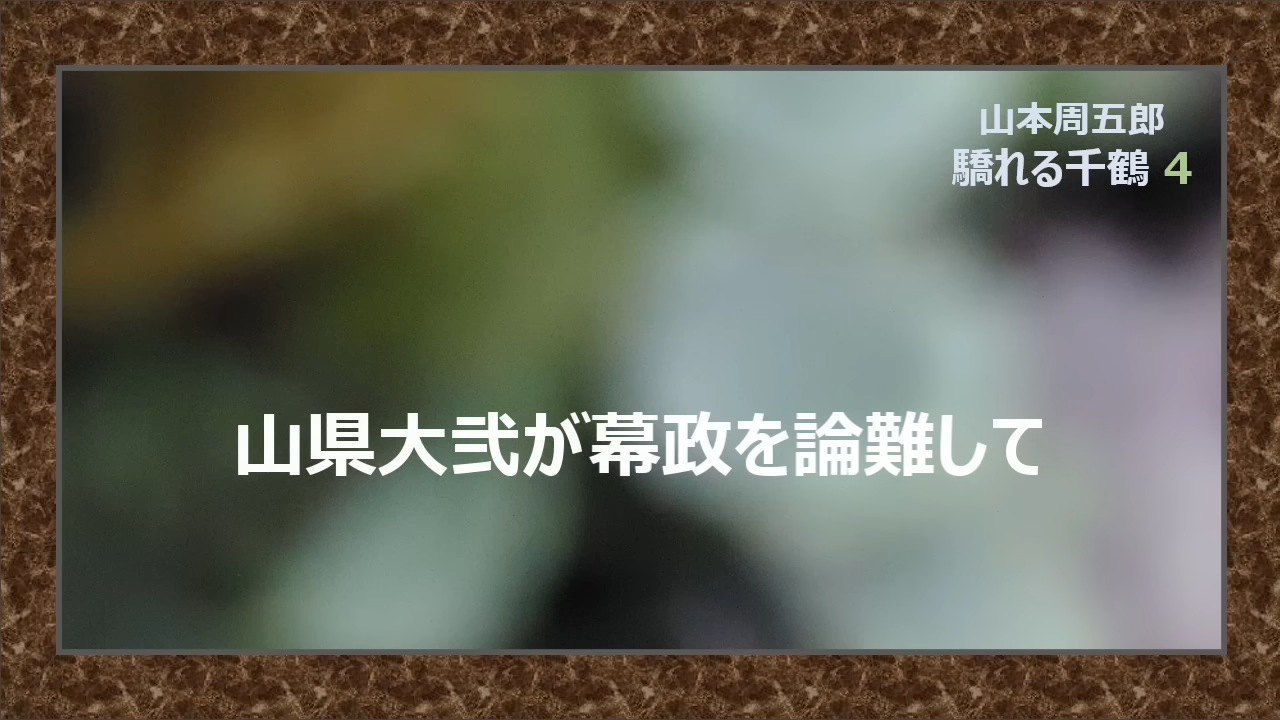 山本周五郎
驕れる千鶴 4
山県大弐が幕政を論難して